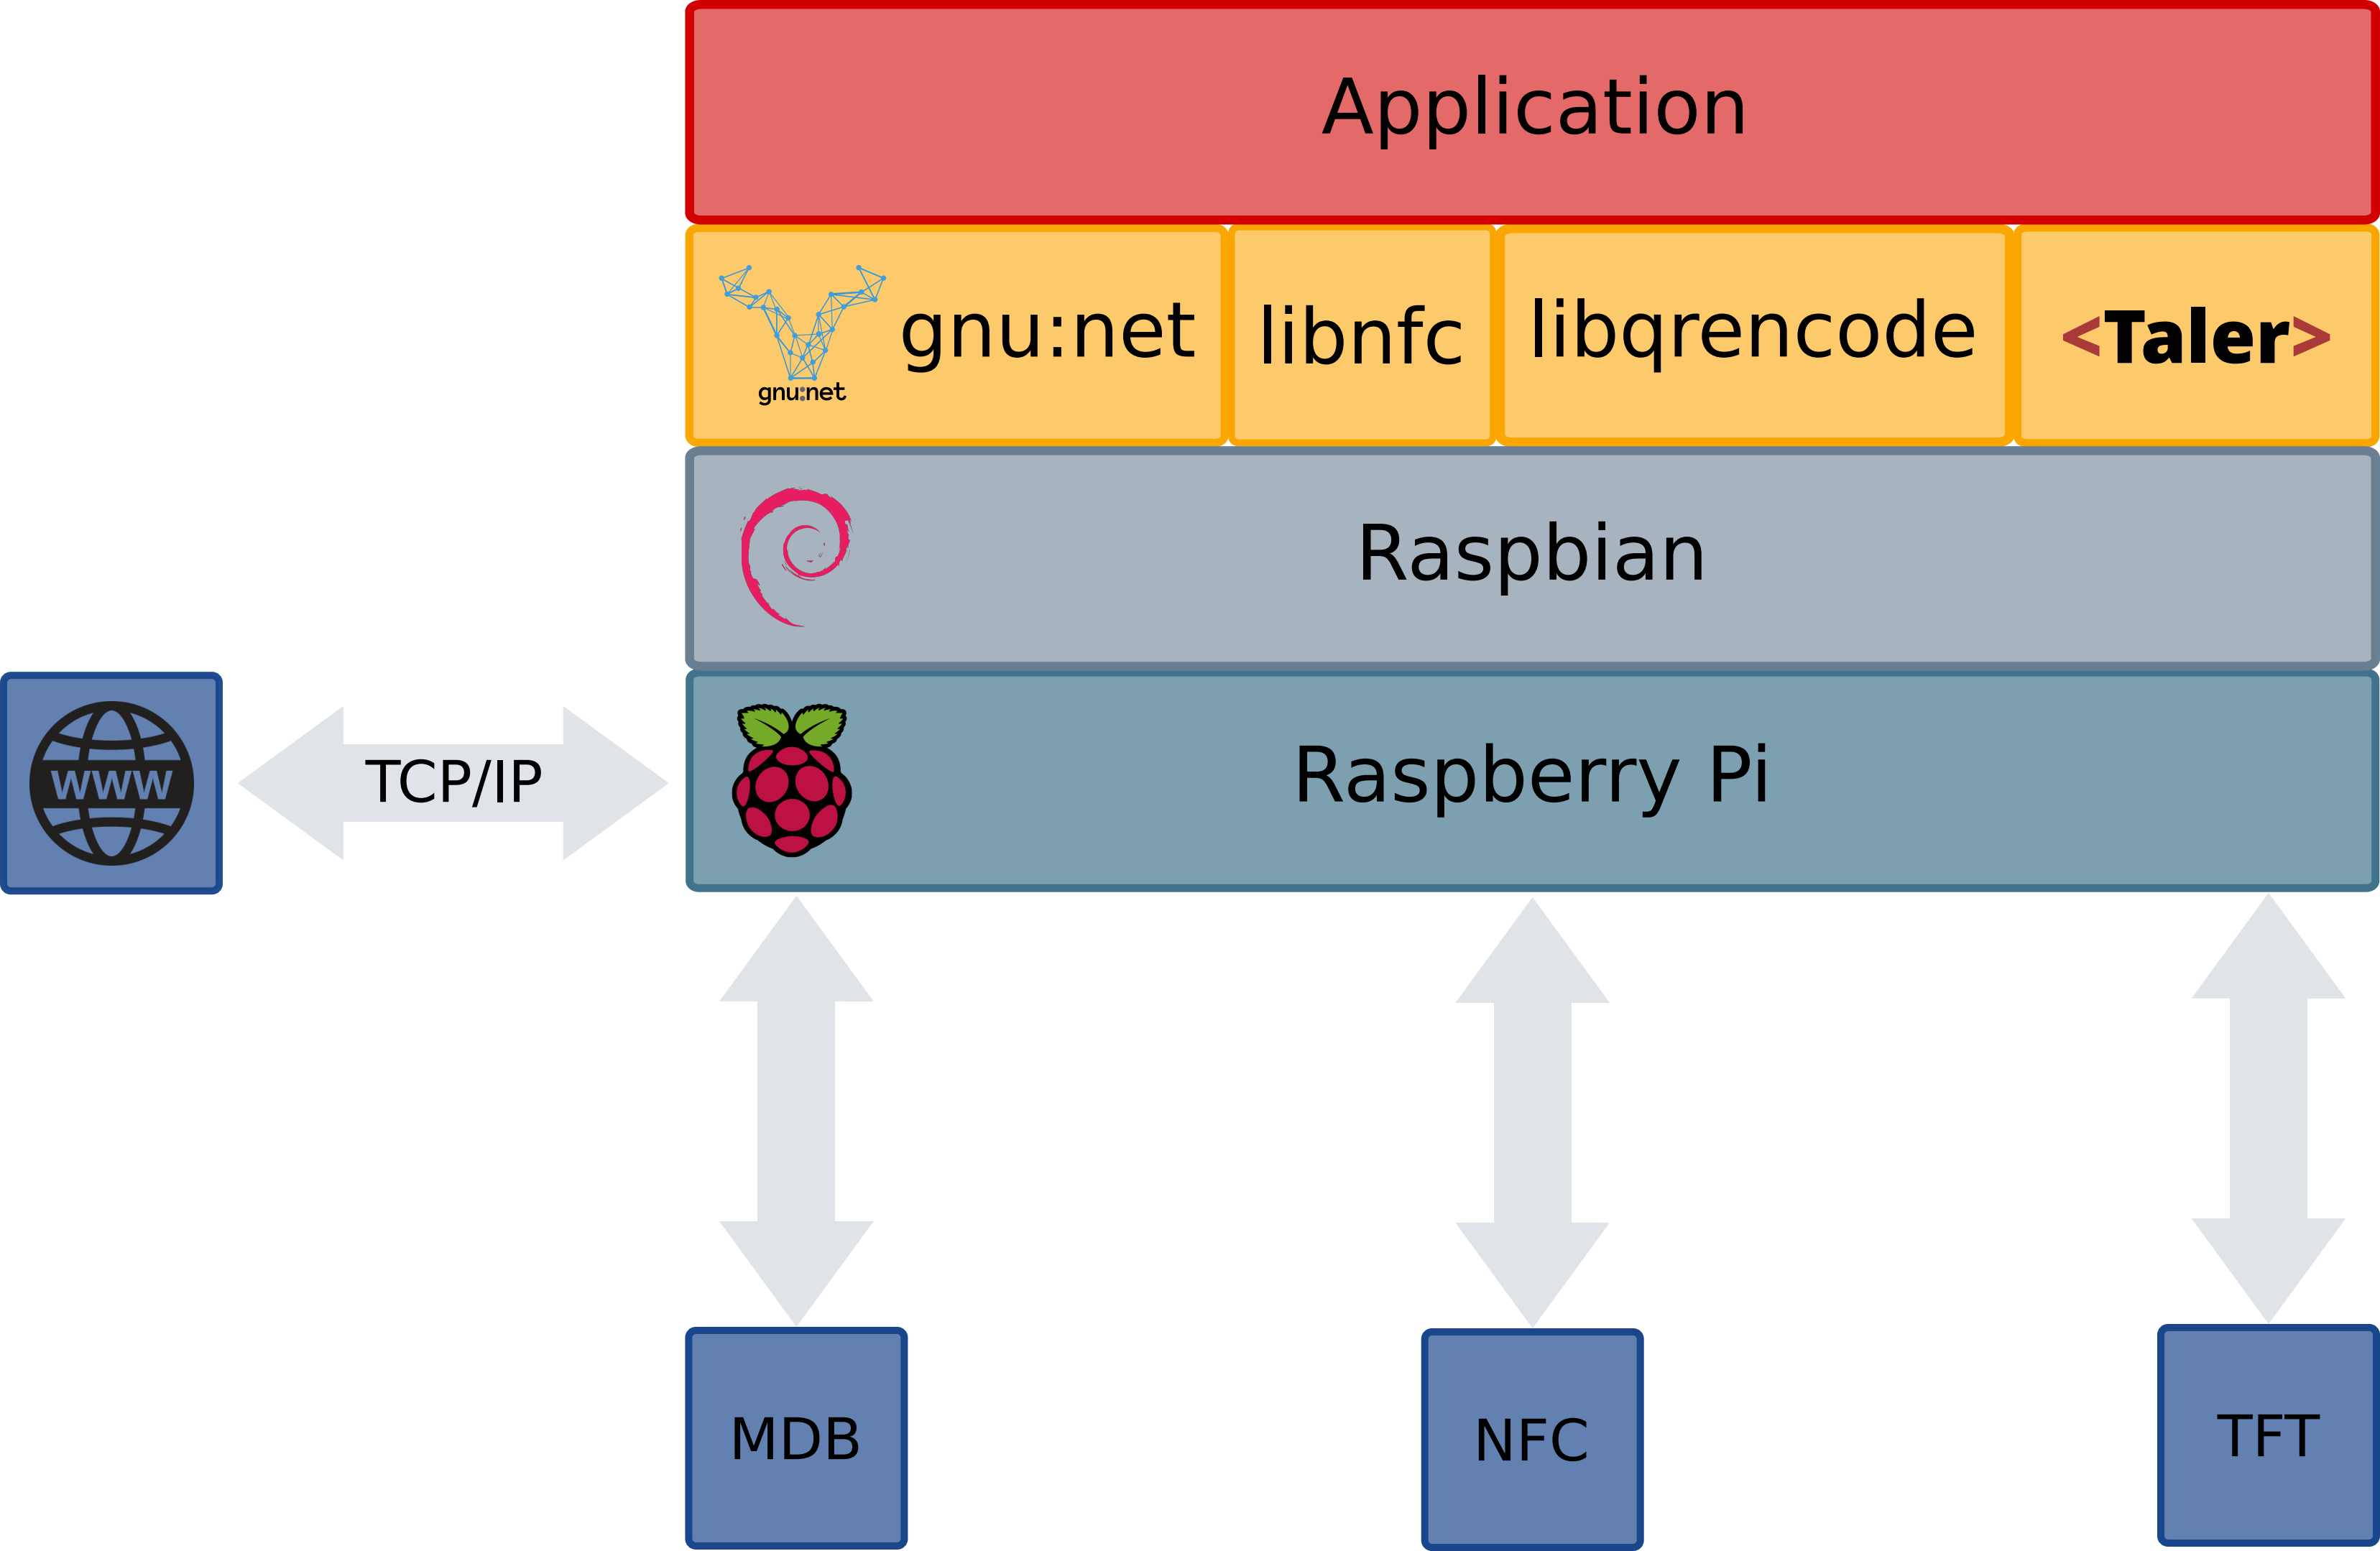 Application
gnu:net
gnu:net
libnfc
libqrencode
<Taler>
Raspbian
WWW
TCP/IP
Raspberry Pi
MDB
NFC
TFT